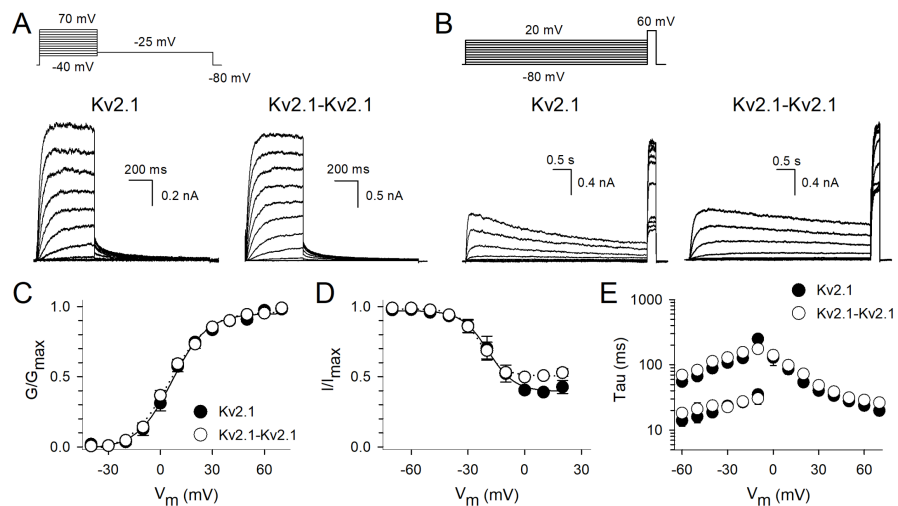 A
70 mV
-25 mV
-40 mV
-80 mV
B
60 mV
20 mV
-80 mV
Kv2.1
Kv2.1-Kv2.1
Kv2.1
Kv2.1-Kv2.1
200 ms
0.2 nA
200 ms
0.5 nA
0.5 s
0.4 nA
0.5 s
0.4 nA
C
G/Gmax
1.0
0.5
0.0
-30
0
30
60
Vm (mV)
Kv2.1
Kv2.1-Kv2.1
D
I/Imax
1.0
0.5
0.0
-60
-30
0
30
Vm (mV)
E
Kv2.1
Kv2.1-Kv2.1
Tau (ms)
1000
100
10
-60
-30
0
30
60
Vm (mV)